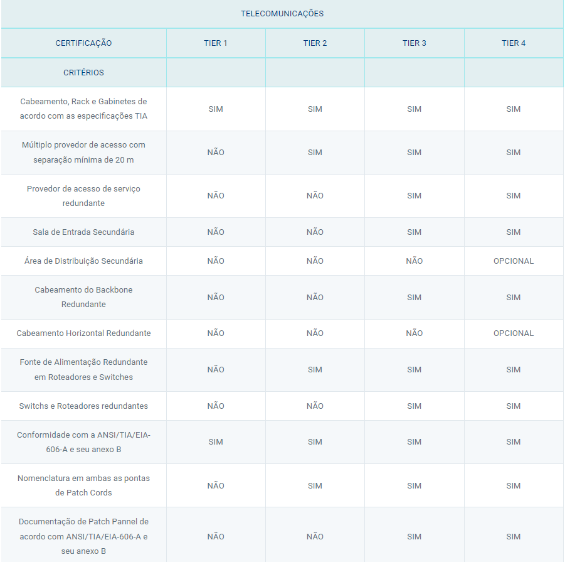 TELECOMUNICAÇÕES
CERTIFICAÇÃO TIER 1 TIER 2 TIER 3 TIER 4
CRITÉRIOS
Cabeamento, Rack e Gabinetes de
acordo com as especificações TIA
SIM SIM SIM SIM
Múltiplo provedor de acesso com
separação mínima de 20 m
NÃO SIM SIM SIM
Provedor de acesso de serviço
redundante
NÃO NÃO SIM SIM
Sala de Entrada Secundária NÃO NÃO SIM SIM
Área de Distribuição Secundária NÃO NÃO NÃO OPCIONAL
Cabeamento do Backbone
Redundante
NÃO NÃO SIM SIM
Cabeamento Horizontal Redundante NÃO NÃO NÃO OPCIONAL
Fonte de Alimentação Redundante
em Roteadores e Switches
NÃO SIM SIM SIM
Switchs e Roteadores redundantes NÃO NÃO SIM SIM
Conformidade com a ANSI/TIA/EIA-
606-A e seu anexo B
SIM SIM SIM SIM
Nomenclatura em ambas as pontas
de Patch Cords
NÃO SIM SIM SIM
Documentação de Patch Pannel de
acordo com ANSI/TIA/EIA-606-A e
seu anexo B
NÃO NÃO SIM SIM